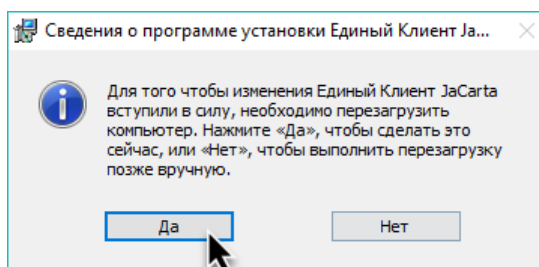 Сведения о программе установки Единый Клиент Ja...
Для того чтобы изменения Единый Клиент JaCarta
вступили в силу, необходимо перезагрузить
компьютер. Нажмите «Да», чтобы сделать это
сейчас, или «Нет», чтобы выполнить перезагрузку
позже вручную.
Да
Нет